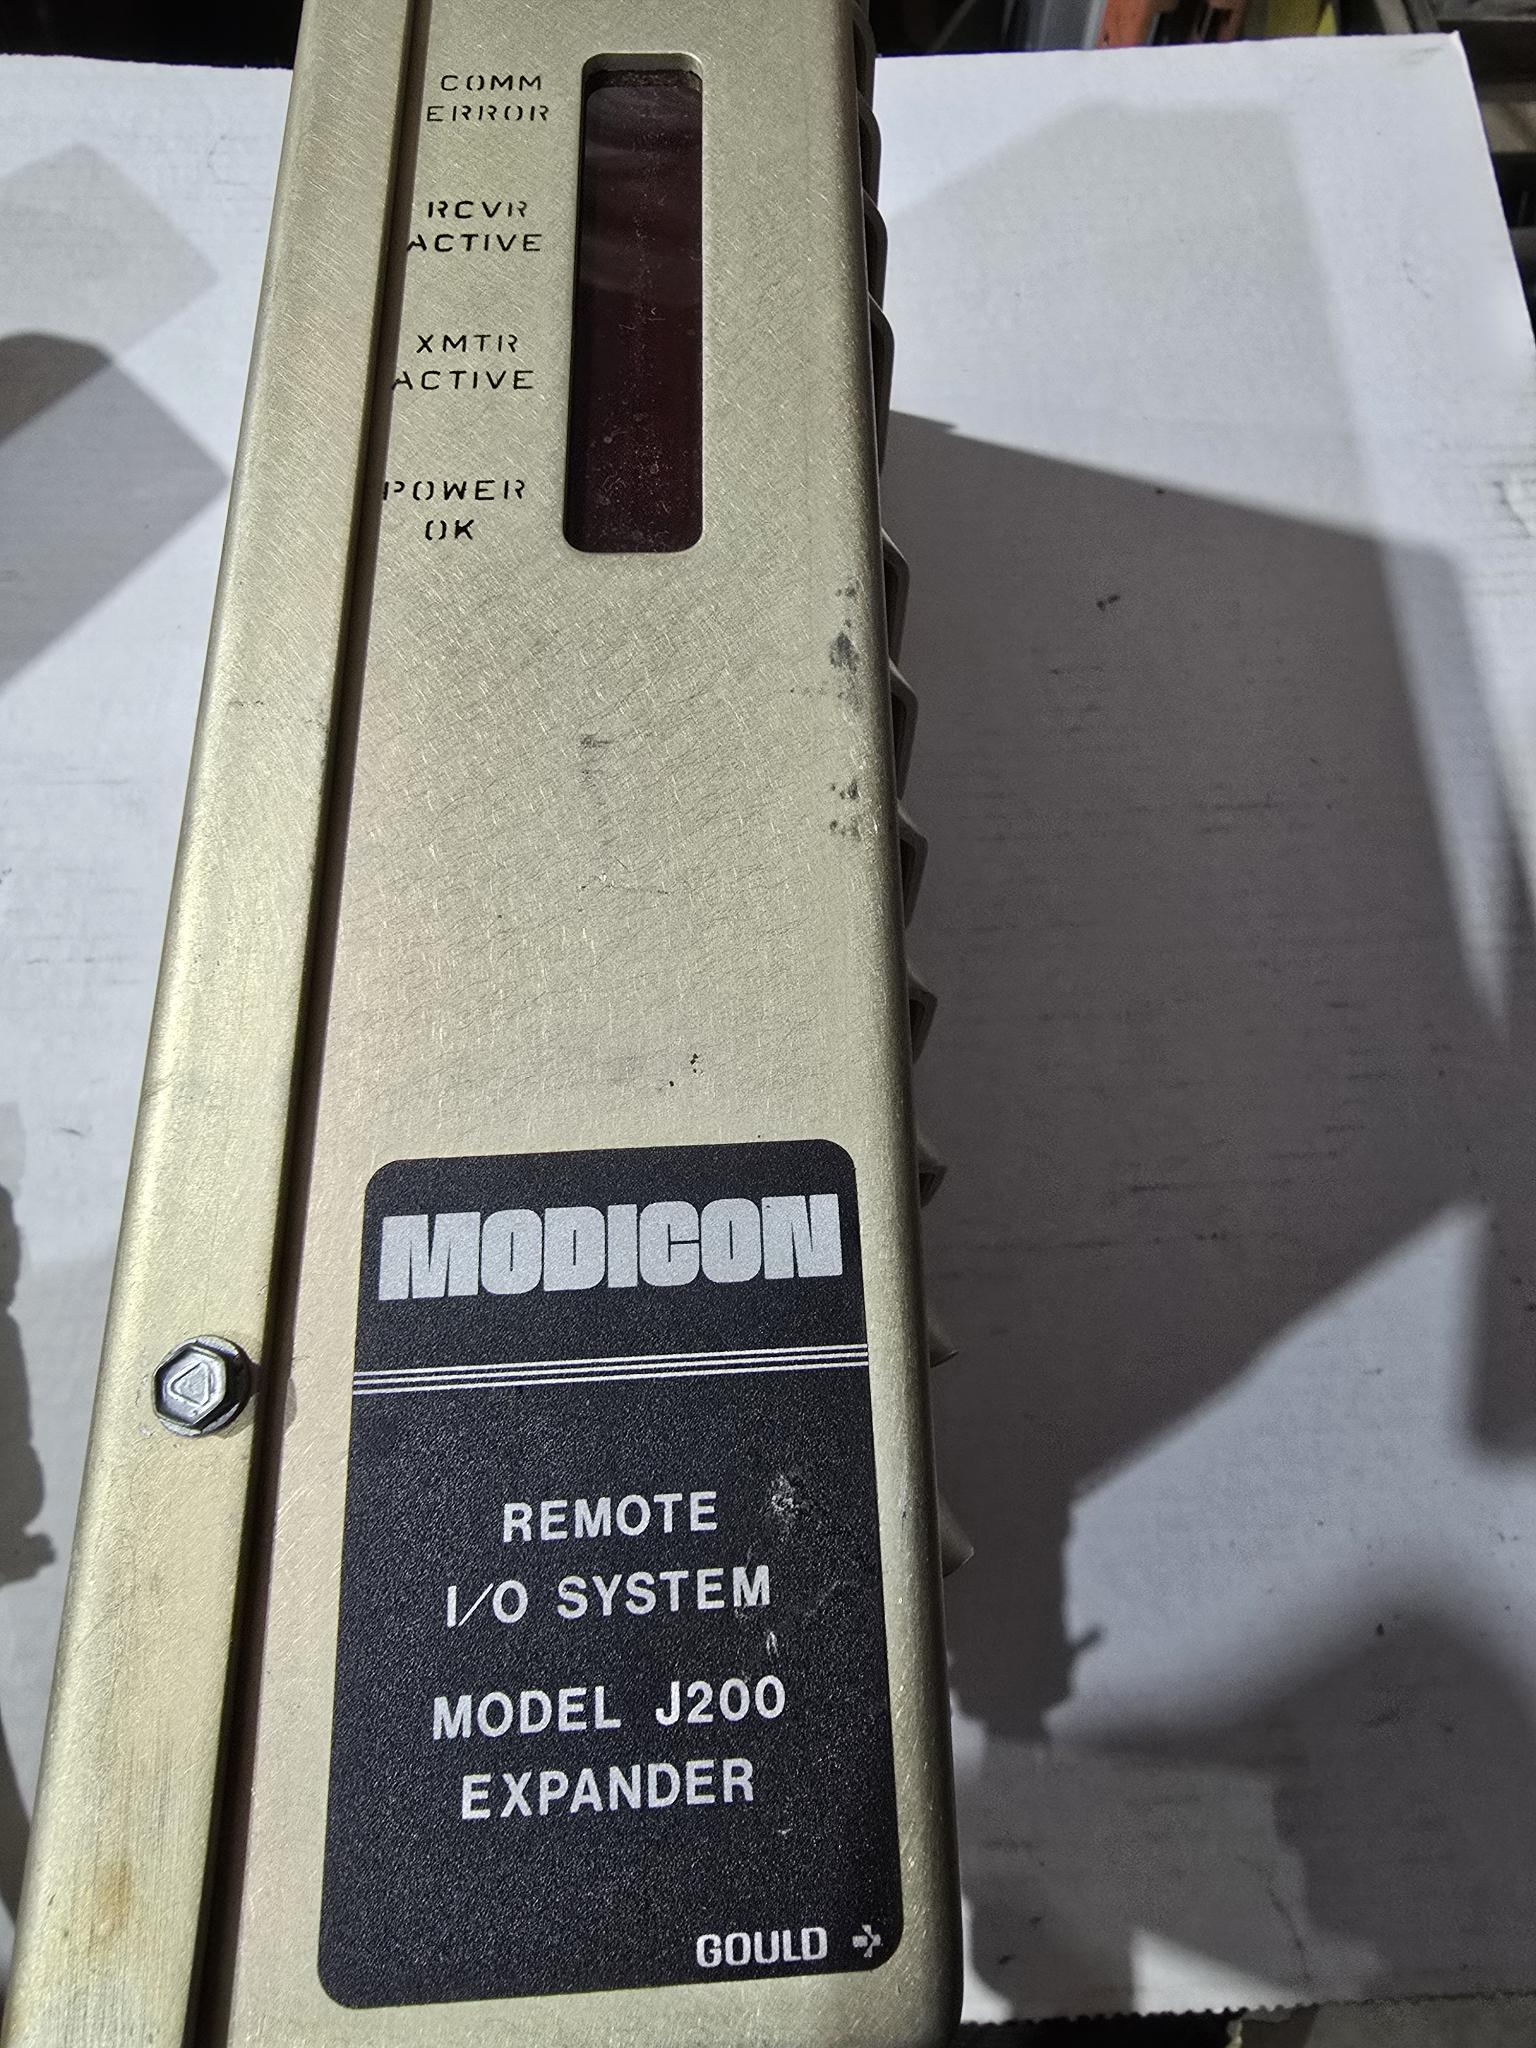 COMM
ERROR
RCVR
ACTIVE
XMTR
ACTIVE
POWER
OK
MODICON
REMOTE
I/O SYSTEM
MODEL J200
EXPANDER
GOULD